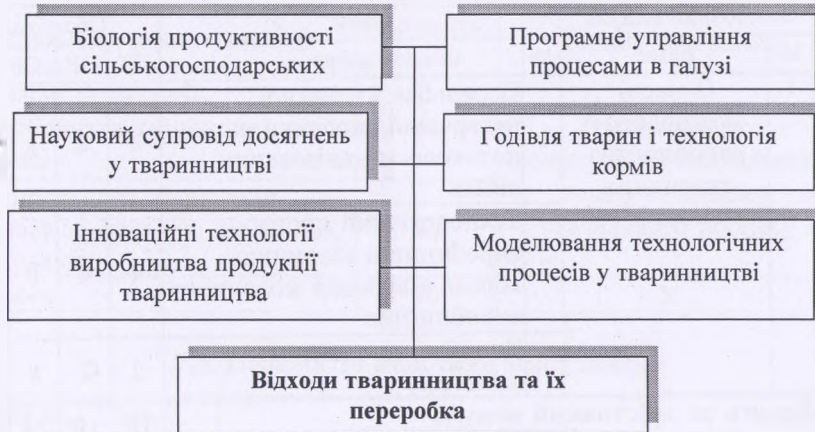 Біологія продуктивності
сільськогосподарських
Програмне управління
процесами в галузі
Науковий супровід досягнень
у тваринництві
Годівля тварин і технологія
кормів
Інноваційні технології
виробництва продукції
тваринництва
Моделювання технологічних
процесів у тваринництві
Відходи тваринництва та їх
переробка